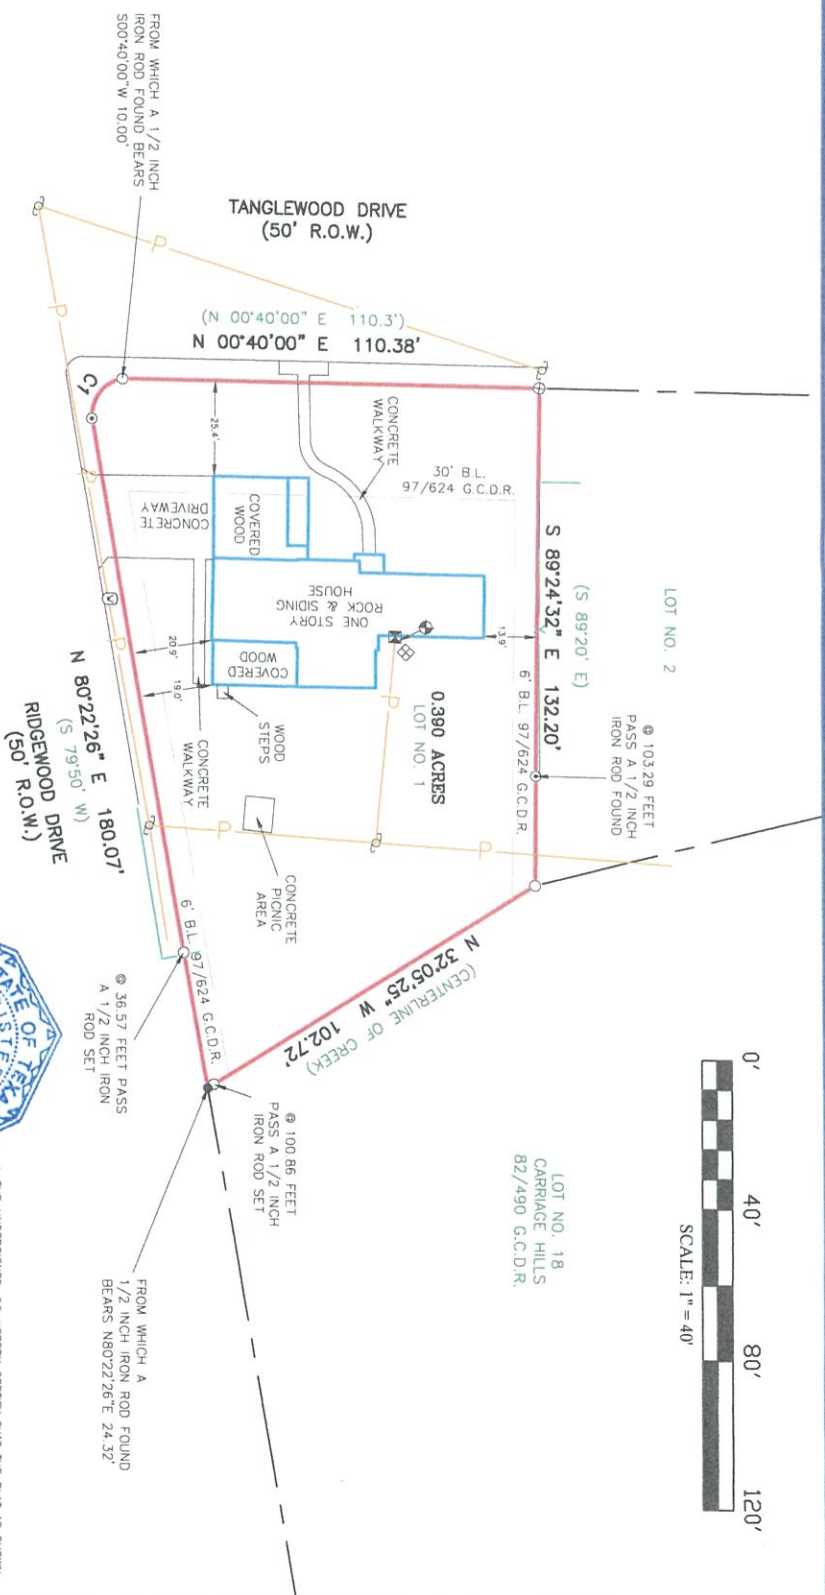 0'
40'
80'
120'
SCALE: 1" = 40'
LOT NO. 2
@ 103.29 FEET
PASS A 1/2 INCH
IRON ROD FOUND
(S 89°20' E)
S 89°24'32" E 132.20'
6' B.L. 97/624 G.C.D.R.
LOT NO. 18
CARRIAGE HILLS
82/490 G.C.D.R.
30' B.L.
97/624 G.C.D.R.
13.9'
0.390 ACRES
LOT NO. 1
N 32°05'25" W 102.72'
(CENTERLINE OF CREEK)
TANGLEWOOD DRIVE
(50' R.O.W.)
(N 00°40'00" E 110.3')
N 00°40'00" E 110.38'
CONCRETE
WALKWAY
ONE STORY
ROCK & SIDING
HOUSE
COVERED
WOOD
COVERED
WOOD
25.4'
CONCRETE
DRIVEWAY
20.9'
19.0'
WOOD
STEPS
CONCRETE
WALKWAY
CONCRETE
PICNIC
AREA
FROM WHICH A 1/2 INCH
IRON ROD FOUND BEARS
S00°40'00"W 10.00'
C1
P
P
P
P
P
P
P
V
N 80°22'26" E 180.07'
(S 79°50' W)
RIDGEWOOD DRIVE
(50' R.O.W.)
6' B.L. 97/624 G.C.D.R.
@ 36.57 FEET PASS
A 1/2 INCH IRON
ROD SET
@ 100.86 FEET
PASS A 1/2 INCH
IRON ROD SET
FROM WHICH A
1/2 INCH IRON ROD FOUND
BEARS N80°22'26"E 24.32'
STATE OF